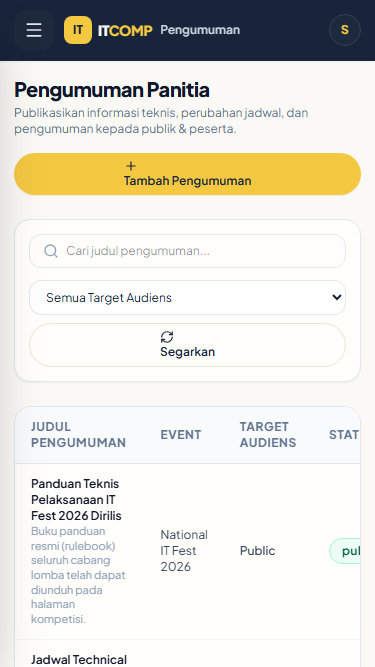 IT ITCOMP Pengumuman S
Pengumuman Panitia
Publikasikan informasi teknis, perubahan jadwal, dan
pengumuman kepada publik & peserta.
+
Tambah Pengumuman
Cari judul pengumuman...
Semua Target Audiens
Segarkan
JUDUL
PENGUMUMAN
EVENT
TARGET
AUDIENS
STAT
Panduan Teknis
Pelaksanaan IT
Fest 2026 Dirilis
Buku panduan
resmi (rulebook)
seluruh cabang
lomba telah dapat
diunduh pada
halaman
kompetisi.
National
IT Fest
2026
Public
pul
Jadwal Technical